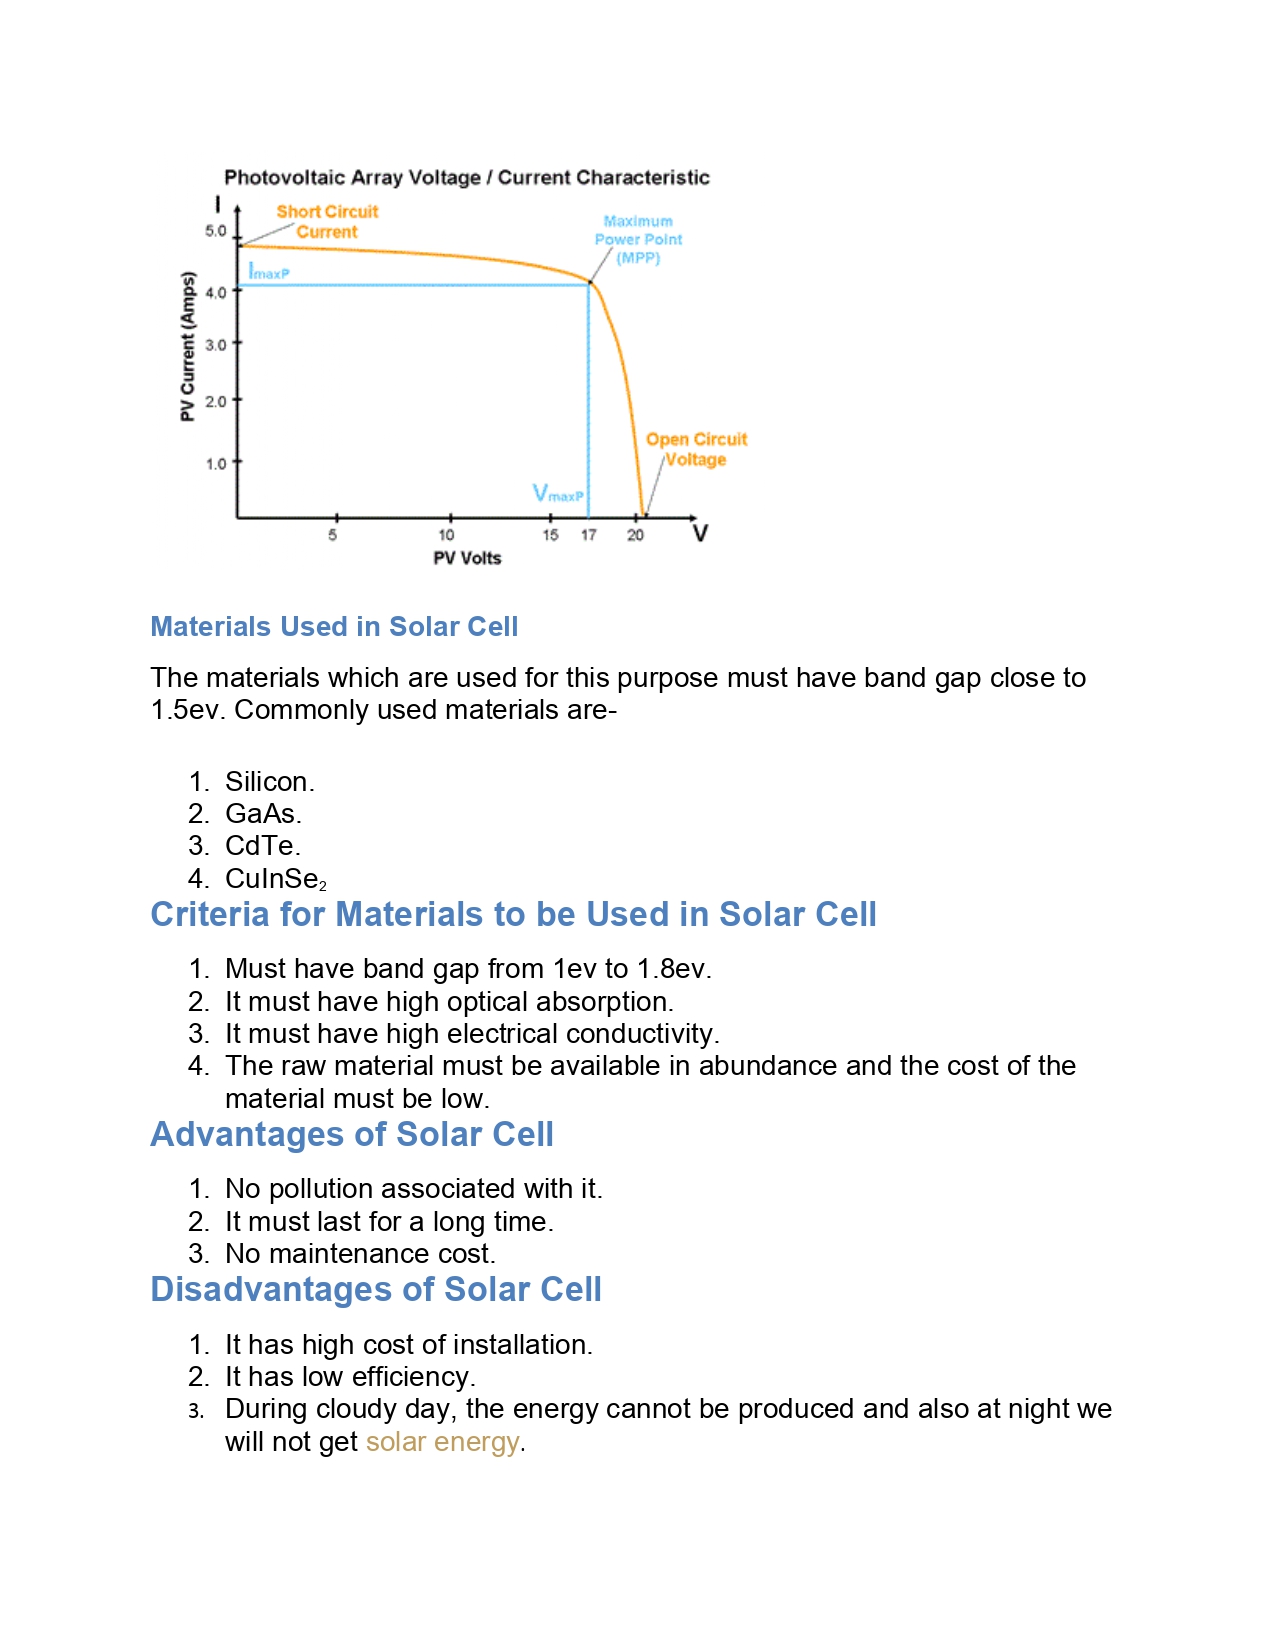 Photovoltaic Array Voltage / Current Characteristic
I
Short Circuit
Current
Maximum
Power Point
(MPP)
5.0
ImaxP
4.0
PV Current (Amps)
3.0
2.0
Open Circuit
Voltage
1.0
VmaxP
5 10 15 17 20 V
PV Volts
Materials Used in Solar Cell
The materials which are used for this purpose must have band gap close to
1.5ev. Commonly used materials are-
1. Silicon.
2. GaAs.
3. CdTe.
4. CuInSe₂
Criteria for Materials to be Used in Solar Cell
1. Must have band gap from 1ev to 1.8ev.
2. It must have high optical absorption.
3. It must have high electrical conductivity.
4. The raw material must be available in abundance and the cost of the
material must be low.
Advantages of Solar Cell
1. No pollution associated with it.
2. It must last for a long time.
3. No maintenance cost.
Disadvantages of Solar Cell
1. It has high cost of installation.
2. It has low efficiency.
3. During cloudy day, the energy cannot be produced and also at night we
will not get solar energy.